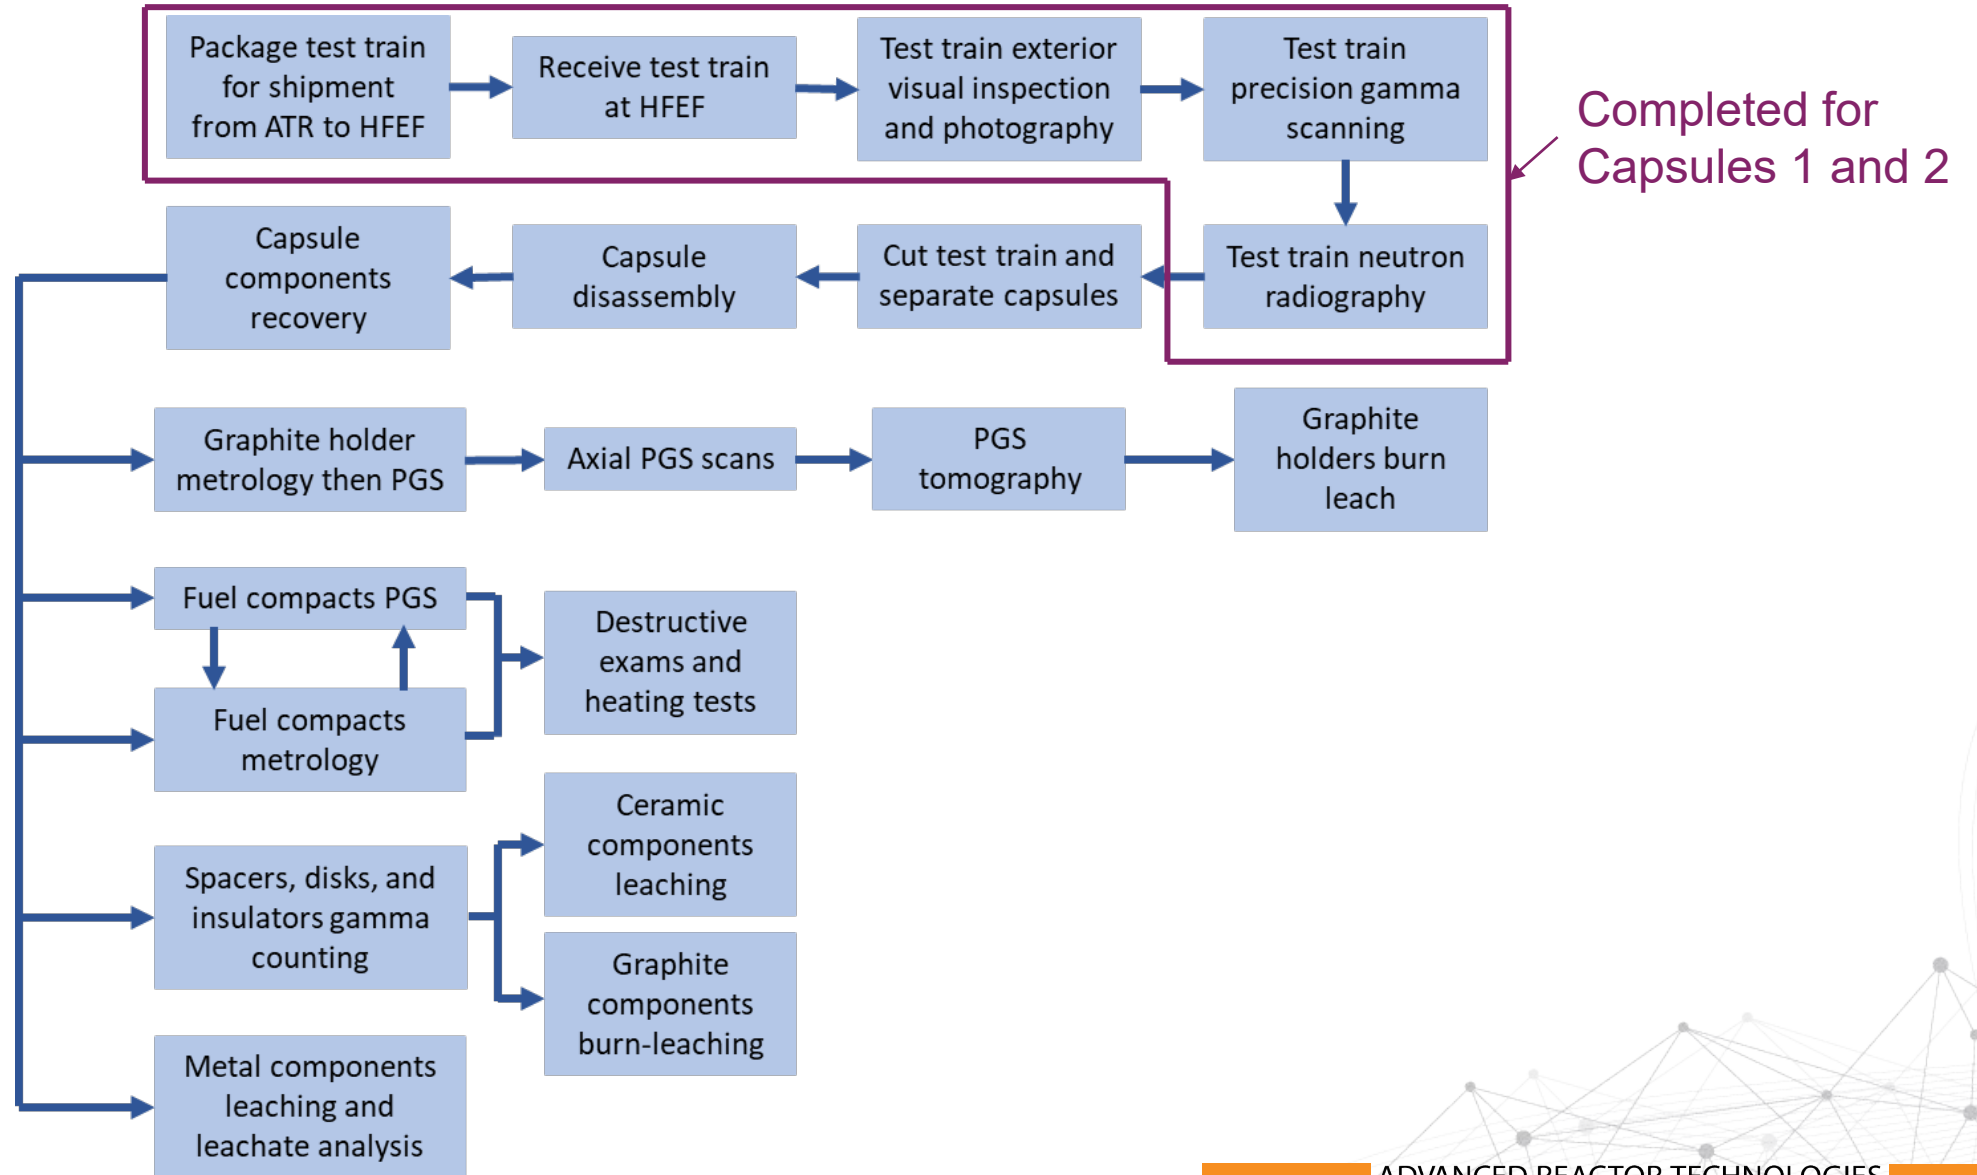 Package test train
for shipment
from ATR to HFEF
Receive test train
at HFEF
Test train exterior
visual inspection
and photography
Test train
precision gamma
scanning
Completed for
Capsules 1 and 2
Capsule
components
recovery
Capsule
disassembly
Cut test train and
separate capsules
Test train neutron
radiography
Graphite holder
metrology then PGS
Axial PGS scans
PGS
tomography
Graphite
holders burn
leach
Fuel compacts PGS
Fuel compacts
metrology
Destructive
exams and
heating tests
Spacers, disks, and
insulators gamma
counting
Ceramic
components
leaching
Graphite
components
burn-leaching
Metal components
leaching and
leachate analysis
ADVANCED REACTOR TECHNOLOGIES